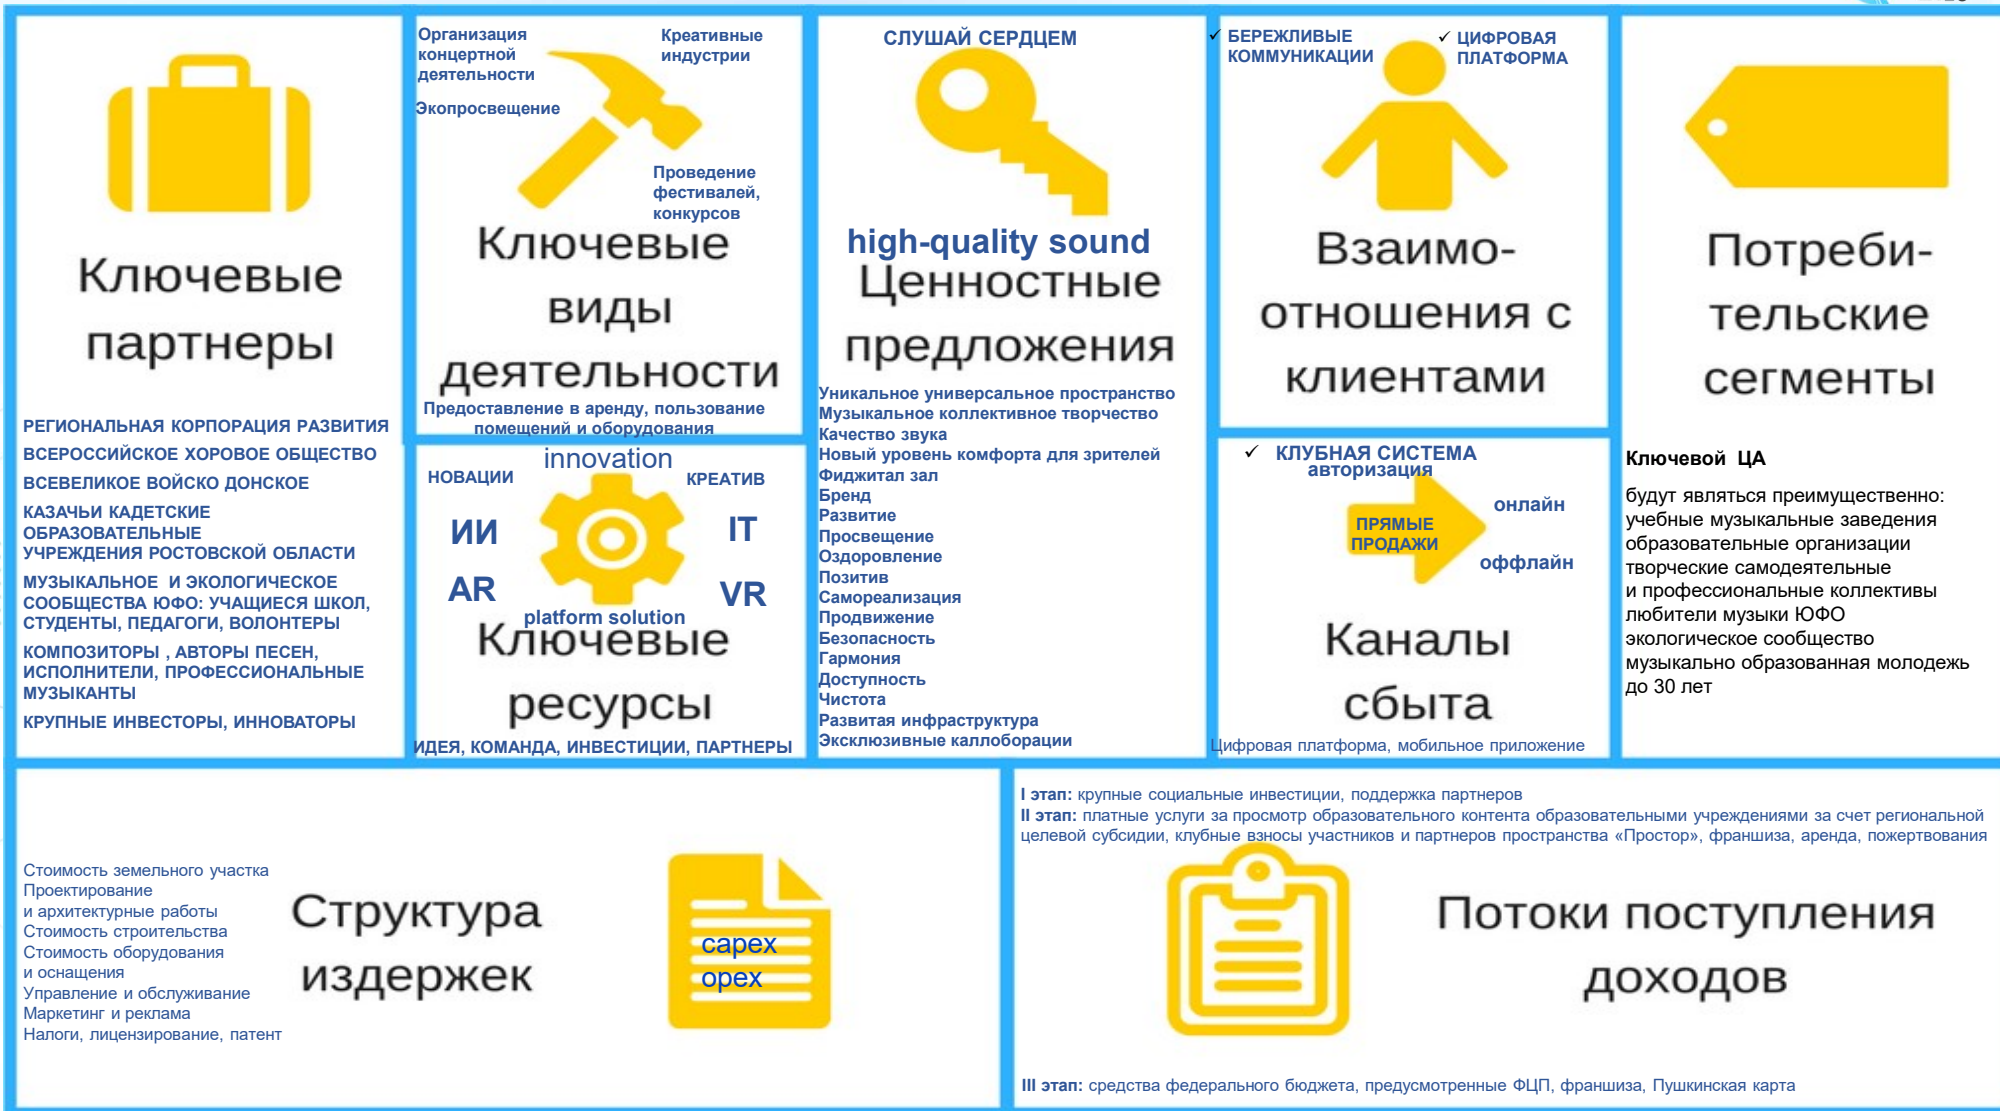 Ключевые
партнеры
РЕГИОНАЛЬНАЯ КОРПОРАЦИЯ РАЗВИТИЯ
ВСЕРОССИЙСКОЕ ХОРОВОЕ ОБЩЕСТВО
ВСЕВЕЛИКОЕ ВОЙСКО ДОНСКОЕ
КАЗАЧЬИ КАДЕТСКИЕ
ОБРАЗОВАТЕЛЬНЫЕ
УЧРЕЖДЕНИЯ РОСТОВСКОЙ ОБЛАСТИ
МУЗЫКАЛЬНОЕ И ЭКОЛОГИЧЕСКОЕ
СООБЩЕСТВА ЮФО: УЧАЩИЕСЯ ШКОЛ,
СТУДЕНТЫ, ПЕДАГОГИ, ВОЛОНТЕРЫ
КОМПОЗИТОРЫ , АВТОРЫ ПЕСЕН,
ИСПОЛНИТЕЛИ, ПРОФЕССИОНАЛЬНЫЕ
МУЗЫКАНТЫ
КРУПНЫЕ ИНВЕСТОРЫ, ИННОВАТОРЫ
Организация
концертной
деятельности
Креативные
индустрии
Экопросвещение
Проведение
фестивалей,
конкурсов
Ключевые
виды
деятельности
Предоставление в аренду, пользование
помещений и оборудования
innovation
НОВАЦИИ
КРЕАТИВ
ИИ
IT
AR
VR
platform solution
Ключевые
ресурсы
ИДЕЯ, КОМАНДА, ИНВЕСТИЦИИ, ПАРТНЕРЫ
СЛУШАЙ СЕРДЦЕМ
high-quality sound
Ценностные
предложения
Уникальное универсальное пространство
Музыкальное коллективное творчество
Качество звука
Новый уровень комфорта для зрителей
Фиджитал зал
Бренд
Развитие
Просвещение
Оздоровление
Позитив
Самореализация
Продвижение
Безопасность
Гармония
Доступность
Чистота
Развитая инфраструктура
Эксклюзивные каллоборации
✓ БЕРЕЖЛИВЫЕ
КОММУНИКАЦИИ
✓ ЦИФРОВАЯ
ПЛАТФОРМА
Взаимо-
отношения с
клиентами
✓ КЛУБНАЯ СИСТЕМА
авторизация
онлайн
ПРЯМЫЕ
ПРОДАЖИ
оффлайн
Каналы
сбыта
Цифровая платформа, мобильное приложение
Потреби-
тельские
сегменты
Ключевой ЦА
будут являться преимущественно:
учебные музыкальные заведения
образовательные организации
творческие самодеятельные
и профессиональные коллективы
любители музыки ЮФО
экологическое сообщество
музыкально образованная молодежь
до 30 лет
Стоимость земельного участка
Проектирование
и архитектурные работы
Стоимость строительства
Стоимость оборудования
и оснащения
Управление и обслуживание
Маркетинг и реклама
Налоги, лицензирование, патент
Структура
издержек
capex
opex
I этап: крупные социальные инвестиции, поддержка партнеров
II этап: платные услуги за просмотр образовательного контента образовательными учреждениями за счет региональной
целевой субсидии, клубные взносы участников и партнеров пространства «Простор», франшиза, аренда, пожертвования
Потоки поступления
доходов
III этап: средства федерального бюджета, предусмотренные ФЦП, франшиза, Пушкинская карта